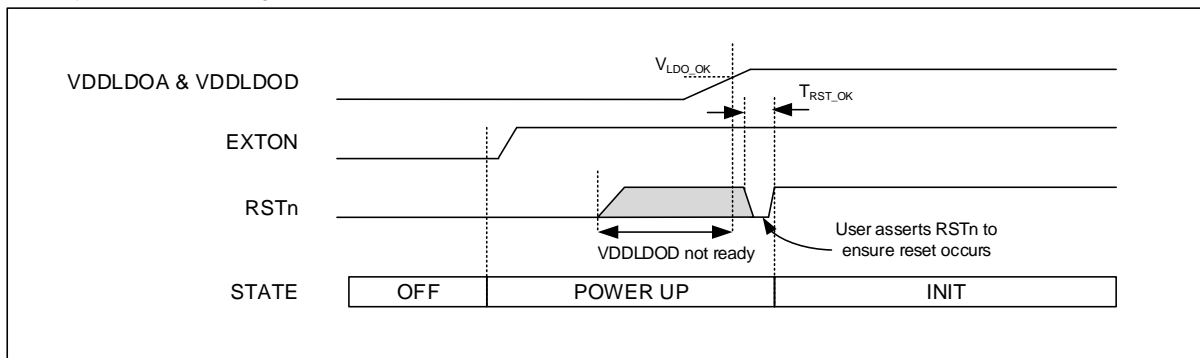 VDDLDOA & VDDLDOD
VLDO_OK
TRST_OK
EXTON
RSTn
User asserts RSTn to
ensure reset occurs
VDDLDOD not ready
STATE
OFF
POWER UP
INIT